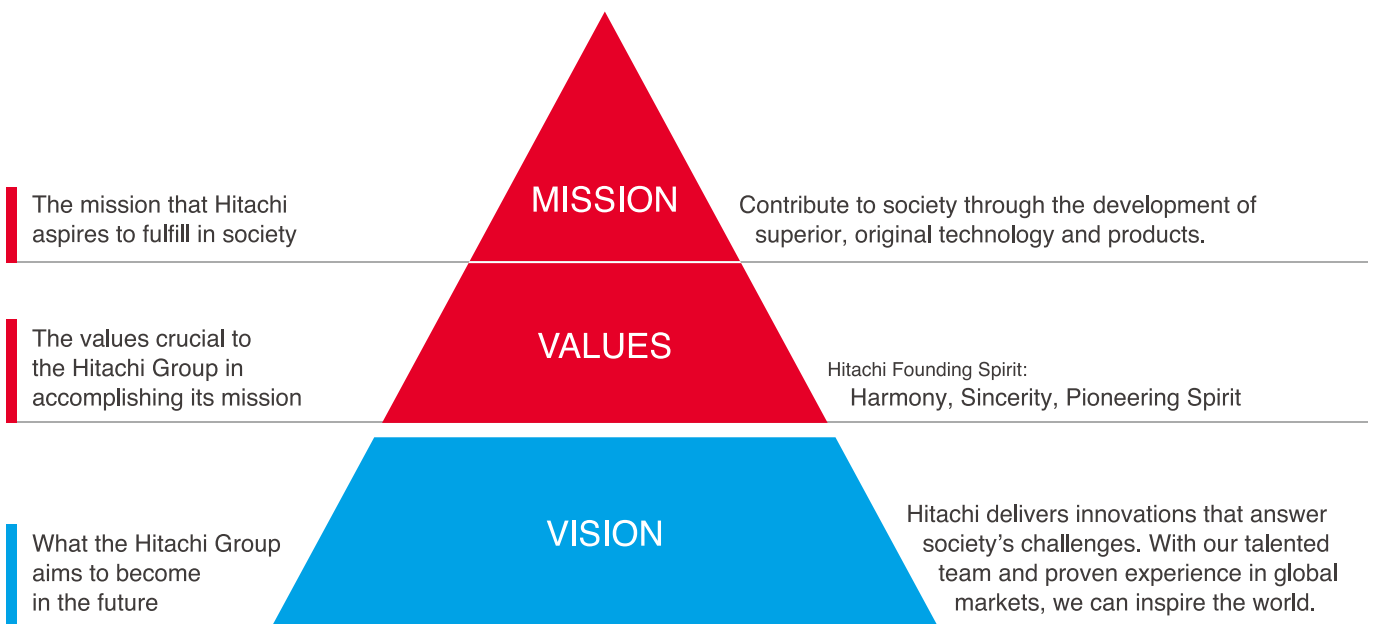 The mission that Hitachi
aspires to fulfill in society
MISSION
Contribute to society through the development of
superior, original technology and products.
The values crucial to
the Hitachi Group in
accomplishing its mission
VALUES
Hitachi Founding Spirit:
Harmony, Sincerity, Pioneering Spirit
What the Hitachi Group
aims to become
in the future
VISION
Hitachi delivers innovations that answer
society’s challenges. With our talented
team and proven experience in global
markets, we can inspire the world.